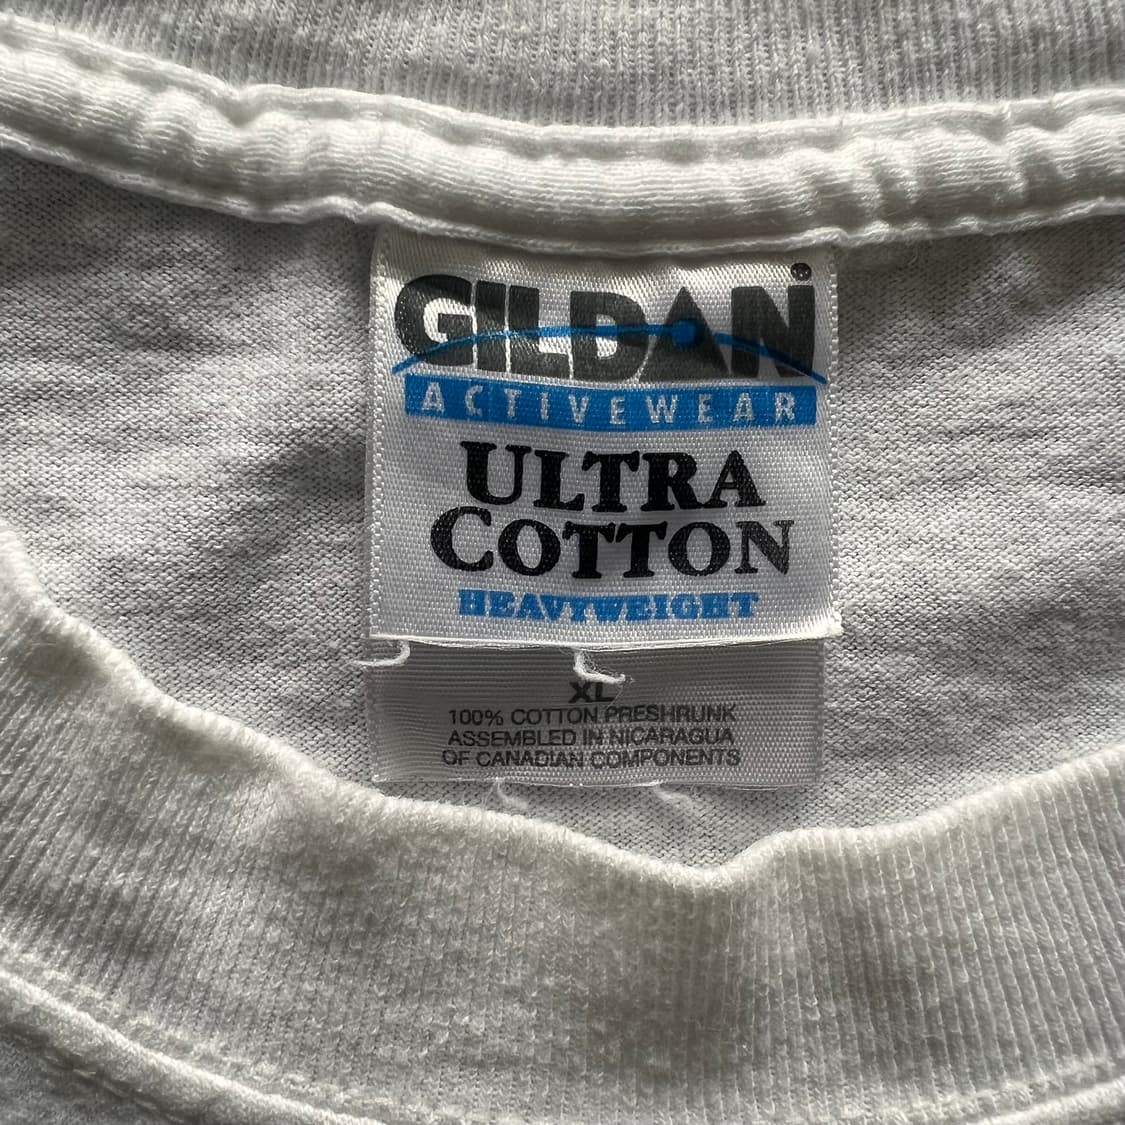 GILDAN®
ACTIVEWEAR
ULTRA
COTTON
HEAVYWEIGHT
XL
100% COTTON PRESHRUNK
ASSEMBLED IN NICARAGUA
OF CANADIAN COMPONENTS